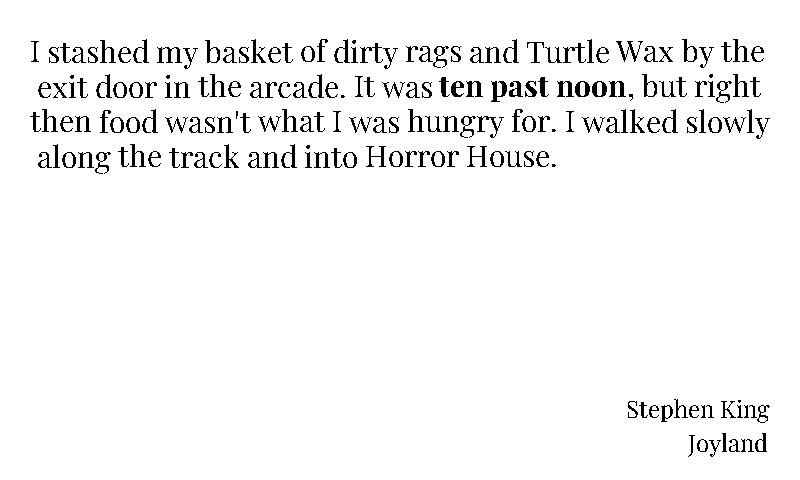 I stashed my basket of dirty rags and Turtle Wax by the
exit door in the arcade. It was ten past noon, but right
then food wasn't what I was hungry for. I walked slowly
along the track and into Horror House.
Stephen King
Joyland